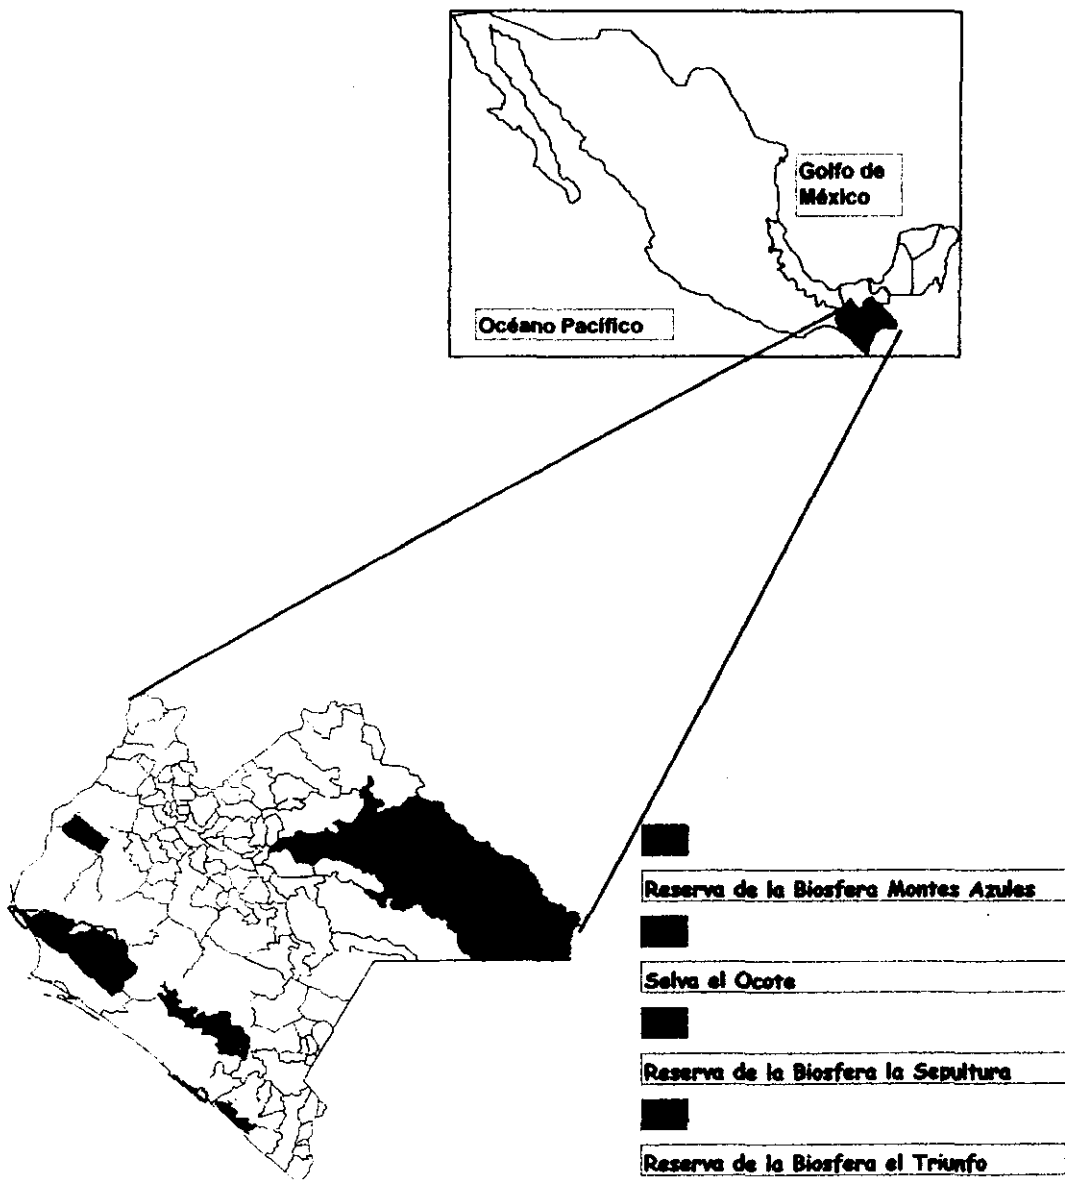 Golfo de
México
Océano Pacífico
Reserva de la Biosfera Montes Azules
Selva el Ocote
Reserva de la Biosfera la Sepultura
Reserva de la Biosfera el Triunfo